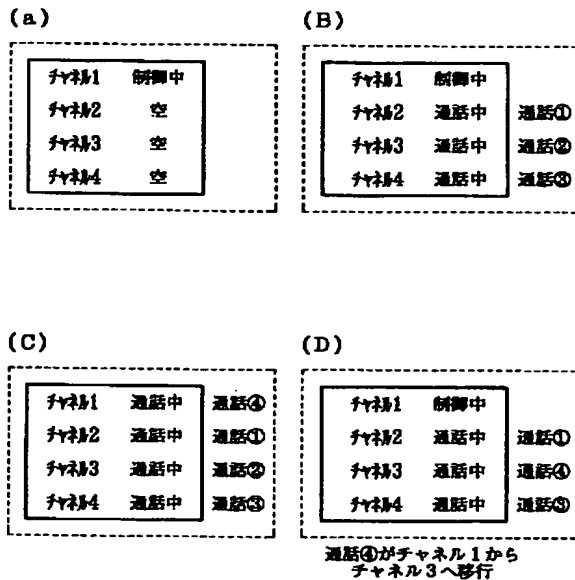 (a)
チャネル1 制御中
チャネル2 空
チャネル3 空
チャネル4 空
(B)
チャネル1 制御中
チャネル2 通話中 通話①
チャネル3 通話中 通話②
チャネル4 通話中 通話③
(C)
チャネル1 通話中 通話④
チャネル2 通話中 通話①
チャネル3 通話中 通話②
チャネル4 通話中 通話③
(D)
チャネル1 制御中
チャネル2 通話中 通話①
チャネル3 通話中 通話④
チャネル4 通話中 通話③
通話④がチャネル1から
チャネル3へ移行